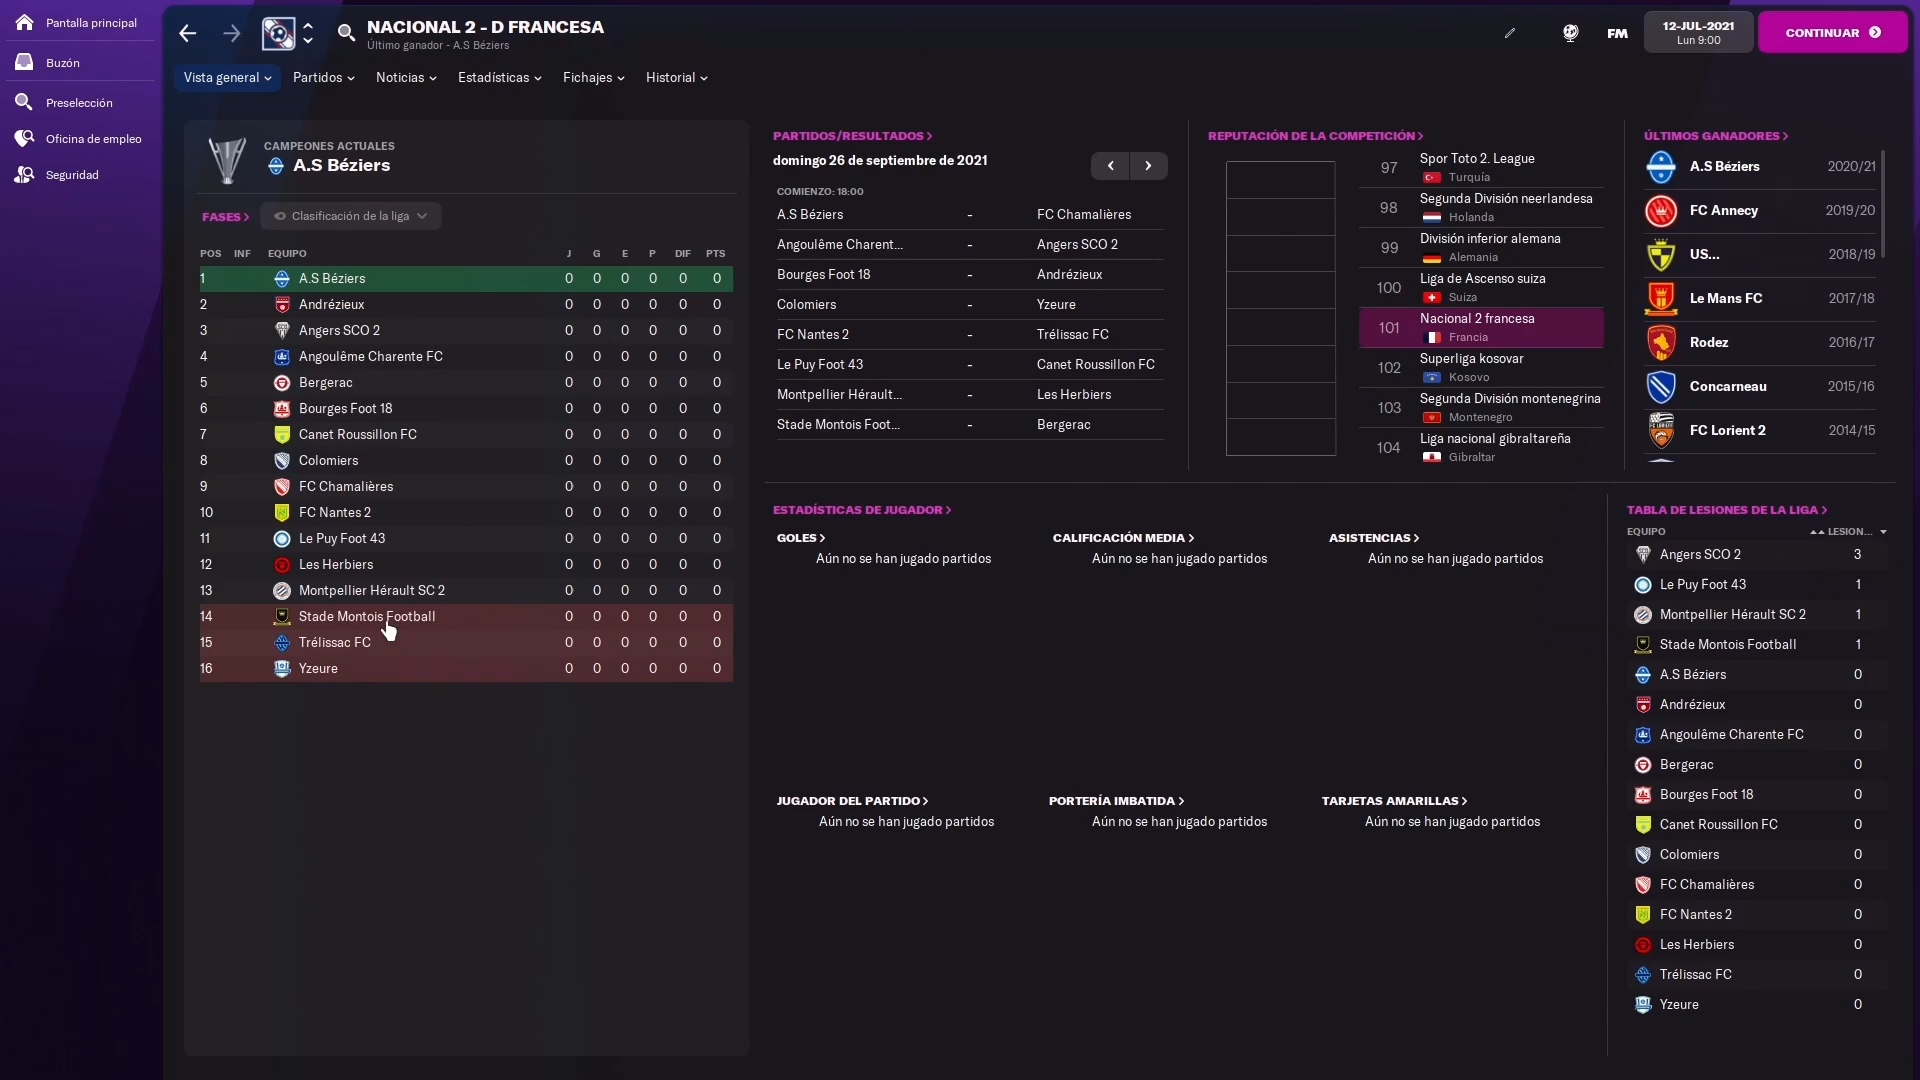 Pantalla principal
Buzón
Preselección
Oficina de empleo
Seguridad
NACIONAL 2 - D FRANCESA
Último ganador - A.S Béziers
FM
12-JUL-2021
Lun 9:00
CONTINUAR
Vista general
Partidos
Noticias
Estadísticas
Fichajes
Historial
CAMPEONES ACTUALES
A.S Béziers
FASES
Clasificación de la liga
POS INF EQUIPO J G E P DIF PTS
1 A.S Béziers 0 0 0 0 0 0
2 Andrézieux 0 0 0 0 0 0
3 Angers SCO 2 0 0 0 0 0 0
4 Angoulême Charente FC 0 0 0 0 0 0
5 Bergerac 0 0 0 0 0 0
6 Bourges Foot 18 0 0 0 0 0 0
7 Canet Roussillon FC 0 0 0 0 0 0
8 Colomiers 0 0 0 0 0 0
9 FC Chamalières 0 0 0 0 0 0
10 FC Nantes 2 0 0 0 0 0 0
11 Le Puy Foot 43 0 0 0 0 0 0
12 Les Herbiers 0 0 0 0 0 0
13 Montpellier Hérault SC 2 0 0 0 0 0 0
14 Stade Montois Football 0 0 0 0 0 0
15 Trélissac FC 0 0 0 0 0 0
16 Yzeure 0 0 0 0 0 0
PARTIDOS/RESULTADOS
domingo 26 de septiembre de 2021
COMIENZO: 18:00
A.S Béziers - FC Chamalières
Angoulême Charent... - Angers SCO 2
Bourges Foot 18 - Andrézieux
Colomiers - Yzeure
FC Nantes 2 - Trélissac FC
Le Puy Foot 43 - Canet Roussillon FC
Montpellier Hérault... - Les Herbiers
Stade Montois Foot... - Bergerac
REPUTACIÓN DE LA COMPETICIÓN
97 Spor Toto 2. League
Turquía
98 Segunda División neerlandesa
Holanda
99 División inferior alemana
Alemania
100 Liga de Ascenso suiza
Suiza
101 Nacional 2 francesa
Francia
102 Superliga kosovar
Kosovo
103 Segunda División montenegrina
Montenegro
104 Liga nacional gibraltareña
Gibraltar
ÚLTIMOS GANADORES
A.S Béziers 2020/21
FC Annecy 2019/20
US... 2018/19
Le Mans FC 2017/18
Rodez 2016/17
Concarneau 2015/16
FC Lorient 2 2014/15
ESTADÍSTICAS DE JUGADOR
GOLES
Aún no se han jugado partidos
CALIFICACIÓN MEDIA
Aún no se han jugado partidos
ASISTENCIAS
Aún no se han jugado partidos
JUGADOR DEL PARTIDO
Aún no se han jugado partidos
PORTERÍA IMBATIDA
Aún no se han jugado partidos
TARJETAS AMARILLAS
Aún no se han jugado partidos
TABLA DE LESIONES DE LA LIGA
EQUIPO LESION...
Angers SCO 2 3
Le Puy Foot 43 1
Montpellier Hérault SC 2 1
Stade Montois Football 1
A.S Béziers 0
Andrézieux 0
Angoulême Charente FC 0
Bergerac 0
Bourges Foot 18 0
Canet Roussillon FC 0
Colomiers 0
FC Chamalières 0
FC Nantes 2 0
Les Herbiers 0
Trélissac FC 0
Yzeure 0